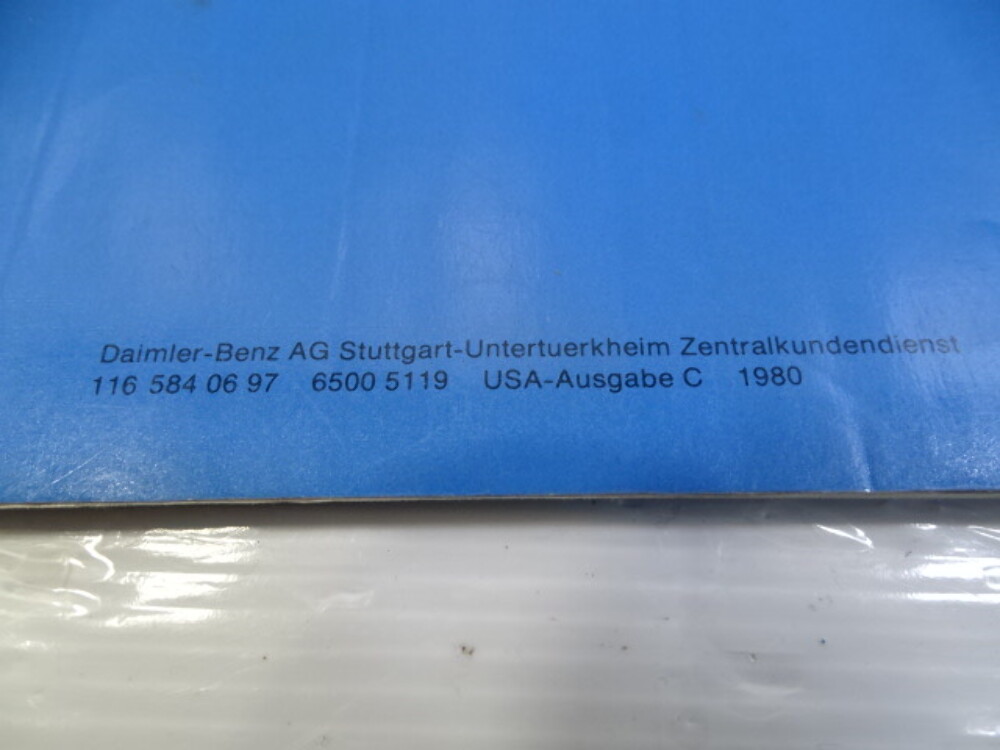 Daimler-Benz AG Stuttgart-Untertuerkheim Zentralkundendienst
116 584 06 97 6500 5119 USA-Ausgabe C 1980